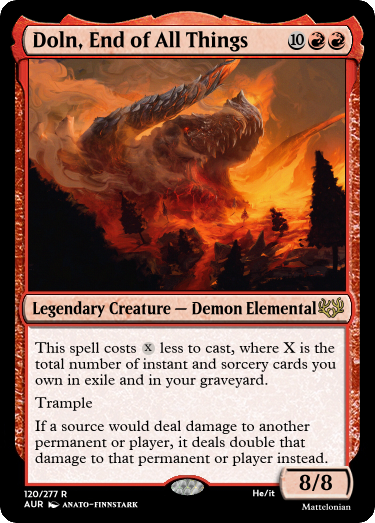 Doln, End of All Things 10
Legendary Creature — Demon Elemental
This spell costs X less to cast, where X is the
total number of instant and sorcery cards you
own in exile and in your graveyard.
Trample
If a source would deal damage to another
permanent or player, it deals double that
damage to that permanent or player instead.
8/8
120/277 R He/it
AUR ANATO-FINNSTARK Mattelonian